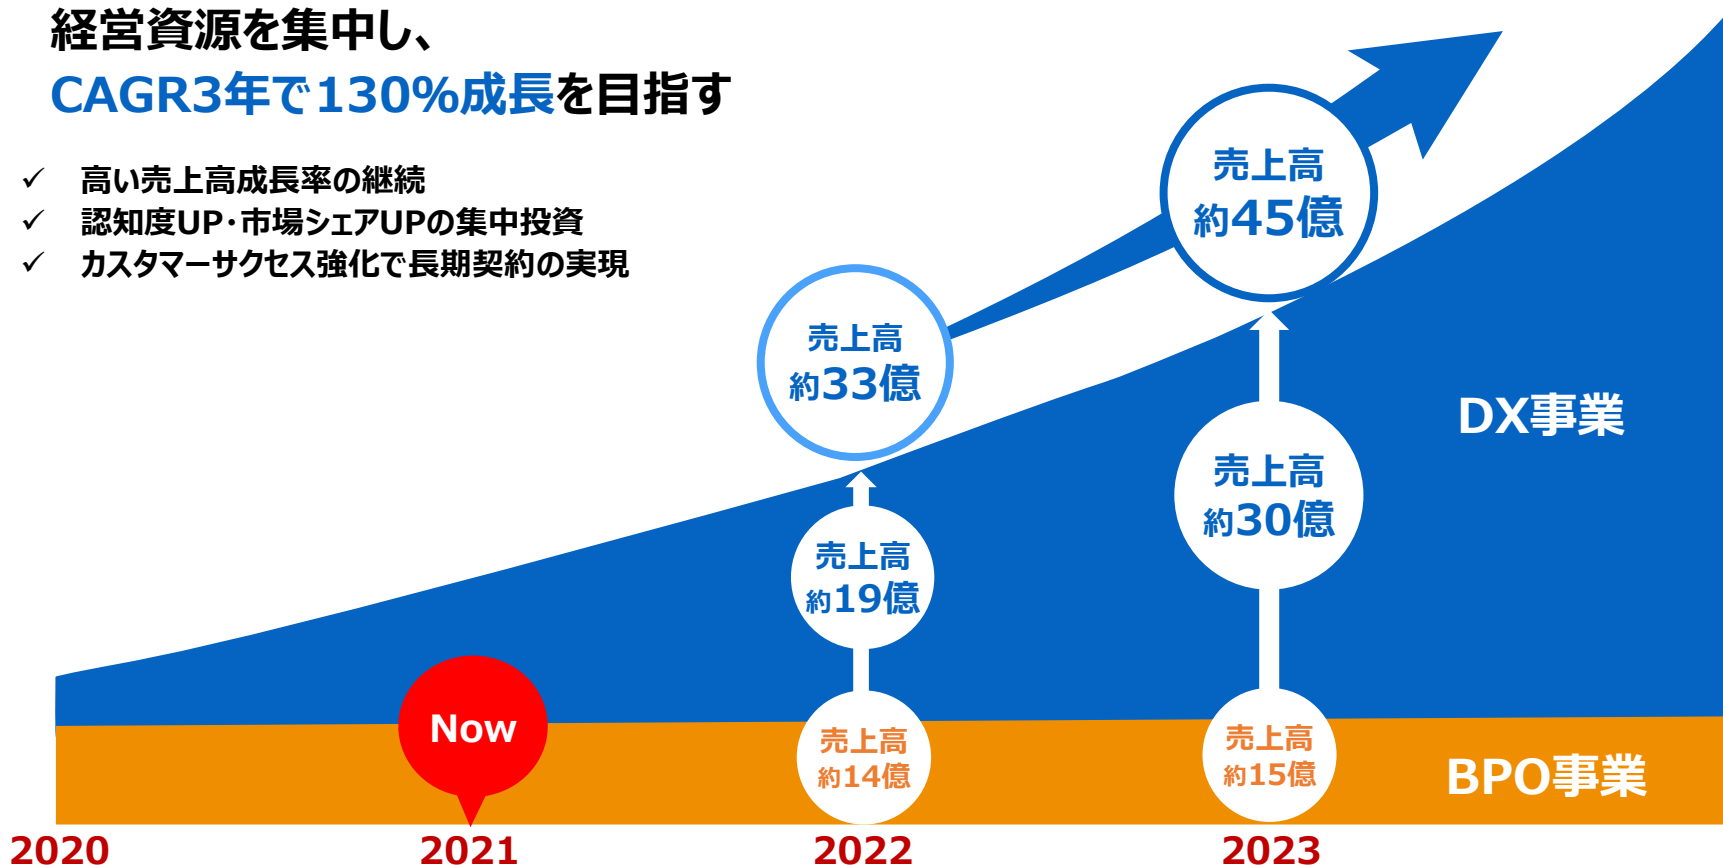 経営資源を集中し、
CAGR3年で130%成長を目指す
✓ 高い売上高成長率の継続
✓ 認知度UP・市場シェアUPの集中投資
✓ カスタマーサクセス強化で長期契約の実現
売上高
約45億
売上高
約33億
DX事業
売上高
約30億
売上高
約19億
Now
売上高
約14億
売上高
約15億
BPO事業
2020
2021
2022
2023